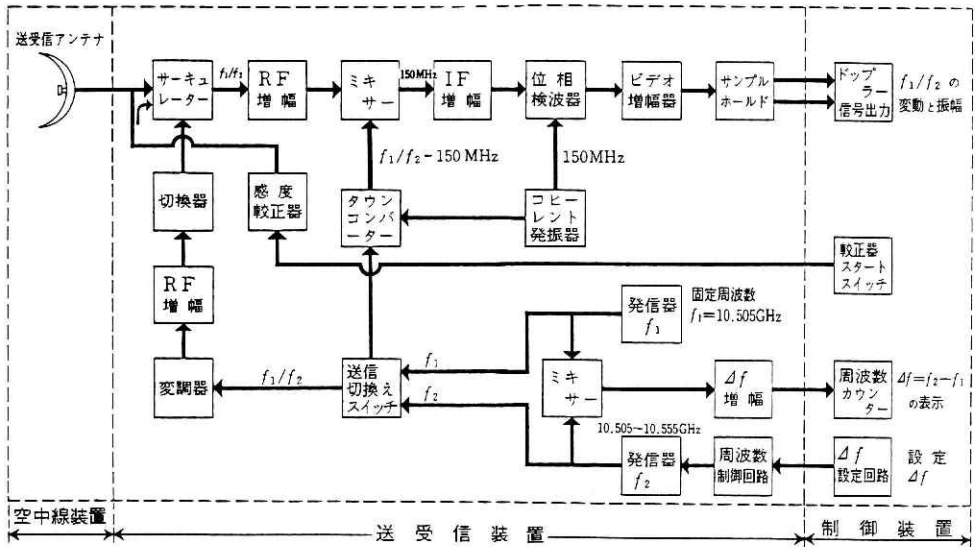 送受信アンテナ
サーキュ
レーター
f₁/f₂
RF
増幅
ミキ
サー
150MHz
IF
増幅
位相
検波器
ビデオ
増幅器
サンプル
ホールド
ドップ
ラー
信号出力
f₁/f₂の
変動と振幅
f₁/f₂−150MHz
150MHz
切換器
感度
較正器
タウン
コンバ
ーター
コヒー
レント
発振器
較正器
スタート
スイッチ
RF
増幅
発信器
f₁
固定周波数
f₁=10.505GHz
変調器
f₁/f₂
送信
切換え
スイッチ
f₁
f₂
ミキ
サー
Δf
増幅
周波数
カウン
ター
Δf=f₂−f₁
の表示
10.505~10.555GHz
発信器
f₂
周波数
制御回路
Δf
設定回路
設定
Δf
空中線装置
送受信装置
制御装置